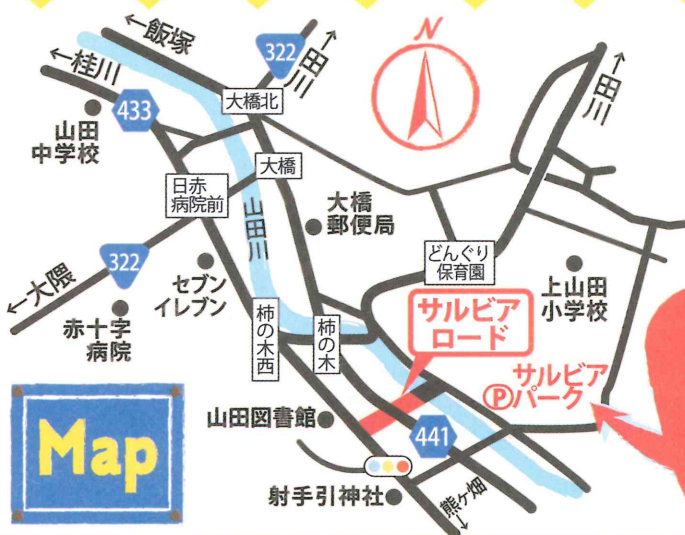 ←飯塚
322
→田川
N
←桂川
大橋北
→田川
433
山田
中学校
大橋
日赤
病院前
山田川
大橋
郵便局
どんぐり
保育園
322
←大隈
セブン
イレブン
上山田
小学校
赤十字
病院
柿の木西
柿の木
サルビア
ロード
サルビア
Ⓟパーク
Map
山田図書館
441
射手引神社
熊ヶ畑→